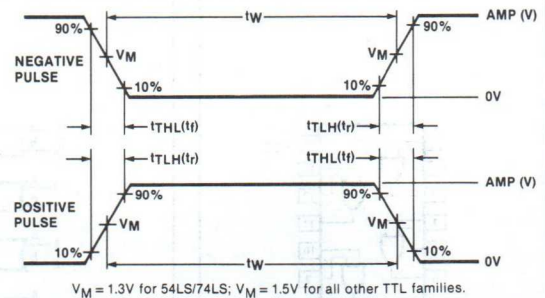 tW
AMP (V)
90%
90%
NEGATIVE
PULSE
VM
VM
10%
10%
0V
tTHL(tf)
tTLH(tr)
tTLH(tr)
tTHL(tf)
90%
90%
AMP (V)
POSITIVE
PULSE
VM
VM
10%
10%
0V
tW
VM = 1.3V for 54LS/74LS; VM = 1.5V for all other TTL families.